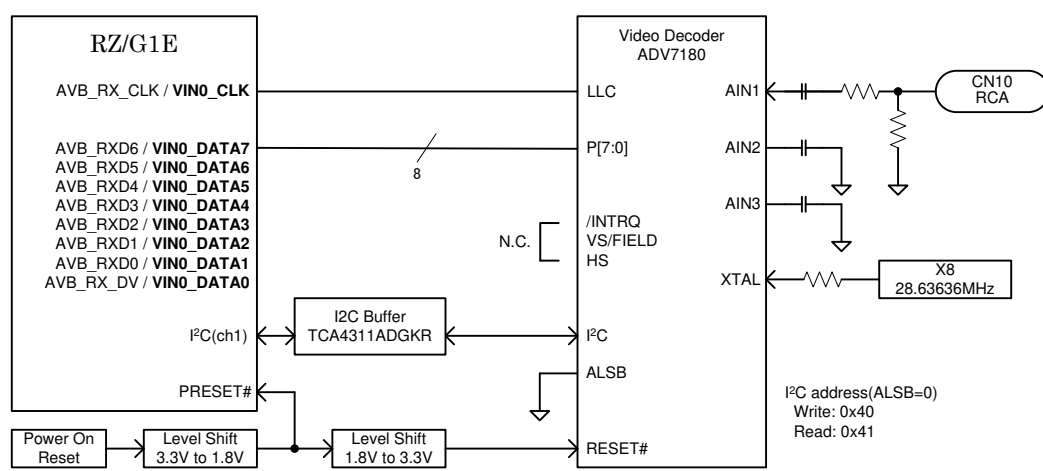 RZ/G1E
AVB_RX_CLK / VIN0_CLK
AVB_RXD6 / VIN0_DATA7
AVB_RXD5 / VIN0_DATA6
AVB_RXD4 / VIN0_DATA5
AVB_RXD3 / VIN0_DATA4
AVB_RXD2 / VIN0_DATA3
AVB_RXD1 / VIN0_DATA2
AVB_RXD0 / VIN0_DATA1
AVB_RX_DV / VIN0_DATA0
I²C(ch1)
PRESET#
8
N.C.
I2C Buffer
TCA4311ADGKR
Power On
Reset
Level Shift
3.3V to 1.8V
Level Shift
1.8V to 3.3V
Video Decoder
ADV7180
LLC
P[7:0]
/INTRQ
VS/FIELD
HS
I²C
ALSB
RESET#
AIN1
AIN2
AIN3
XTAL
CN10
RCA
X8
28.63636MHz
I²C address(ALSB=0)
Write: 0x40
Read: 0x41